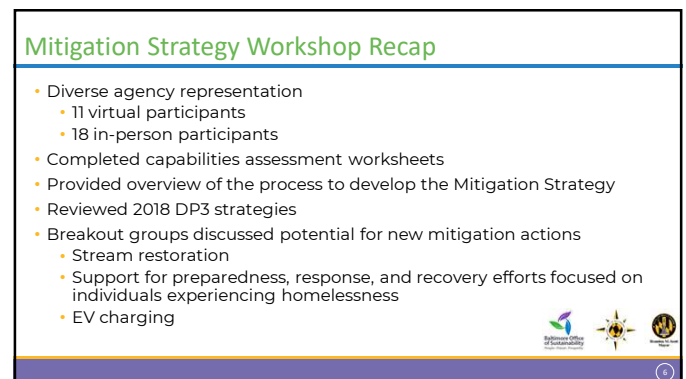 Mitigation Strategy Workshop Recap
• Diverse agency representation
• 11 virtual participants
• 18 in-person participants
• Completed capabilities assessment worksheets
• Provided overview of the process to develop the Mitigation Strategy
• Reviewed 2018 DP3 strategies
• Breakout groups discussed potential for new mitigation actions
• Stream restoration
• Support for preparedness, response, and recovery efforts focused on
individuals experiencing homelessness
• EV charging
Baltimore Office
of Sustainability
Mayor
6